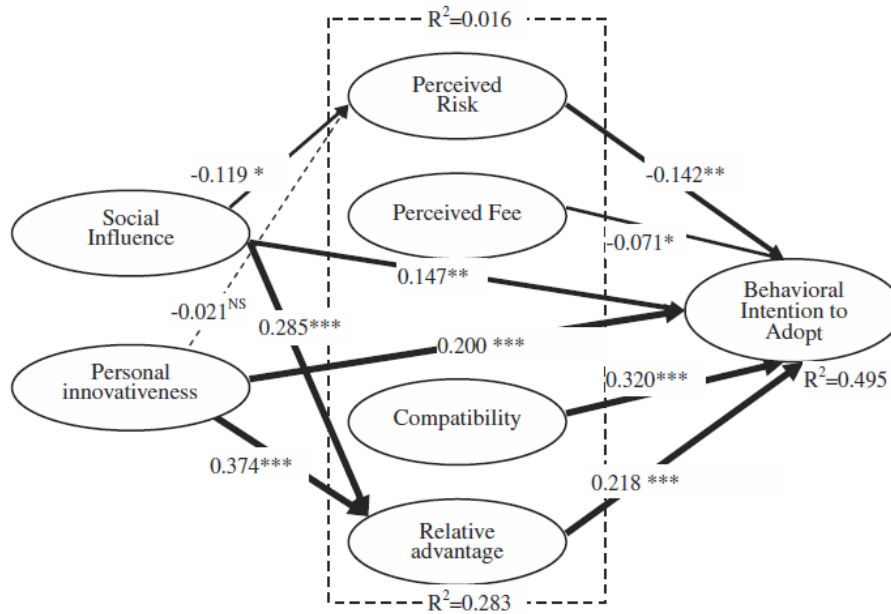 R²=0.016
Perceived
Risk
-0.119 *
-0.142**
Social
Influence
Perceived Fee
-0.071*
0.147**
Behavioral
Intention to
Adopt
-0.021ᴺˢ
0.285***
0.200 ***
Personal
innovativeness
0.320***
R²=0.495
Compatibility
0.374***
0.218 ***
Relative
advantage
R²=0.283